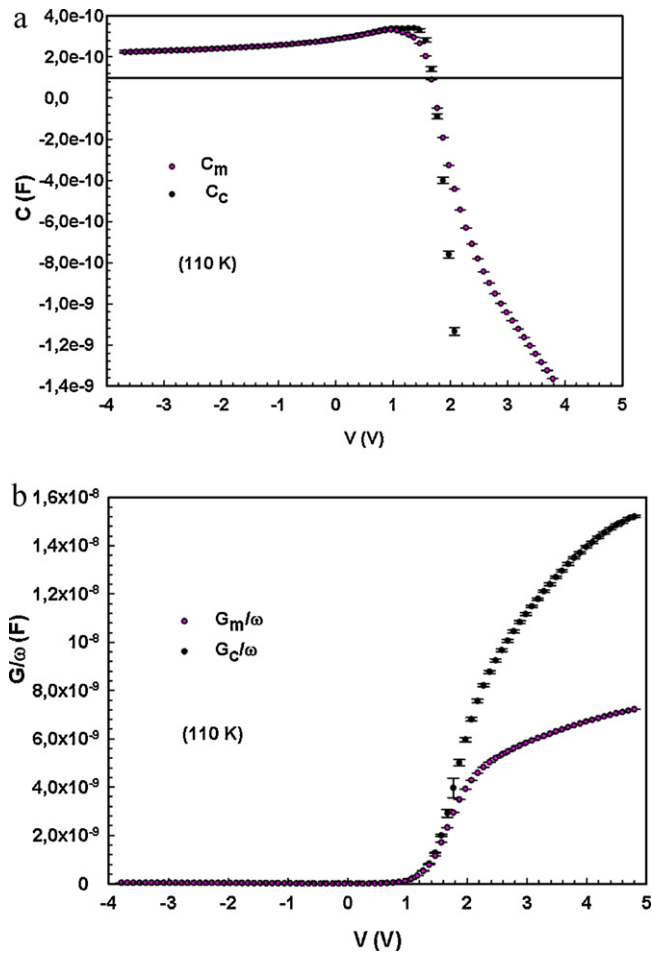 a
4,0e-10
2,0e-10
0,0
-2,0e-10
-4,0e-10
-6,0e-10
-8,0e-10
-1,0e-9
-1,2e-9
-1,4e-9
C (F)
Cm
Cc
(110 K)
-4 -3 -2 -1 0 1 2 3 4 5
V (V)
b
1,6x10-8
1,4x10-8
1,2x10-8
10-8
8,0x10-9
6,0x10-9
4,0x10-9
2,0x10-9
0
G/ω (F)
Gm/ω
Gc/ω
(110 K)
-4 -3 -2 -1 0 1 2 3 4 5
V (V)